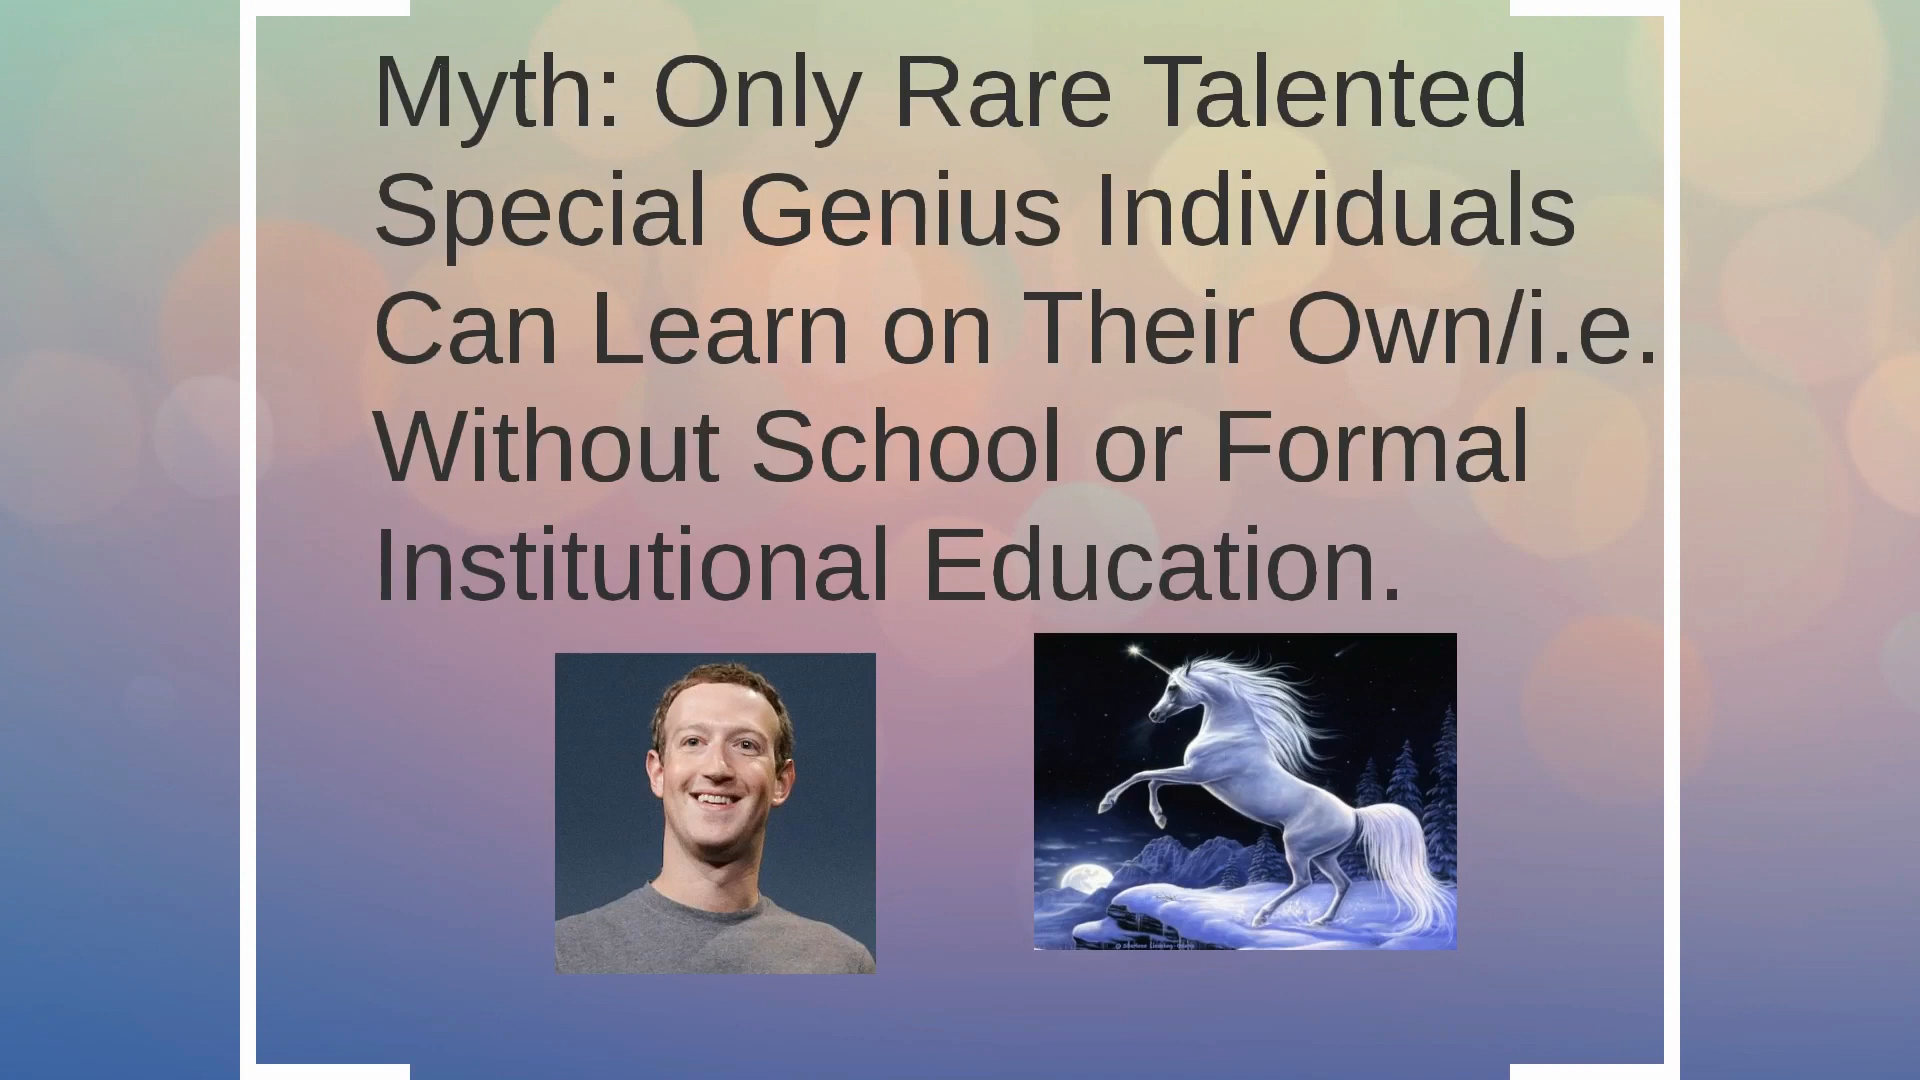 Myth: Only Rare Talented
Special Genius Individuals
Can Learn on Their Own/i.e.
Without School or Formal
Institutional Education.